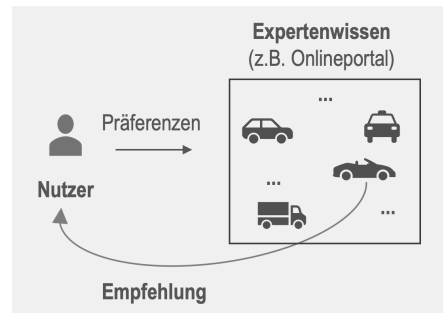 Expertenwissen
(z.B. Onlineportal)
Präferenzen
...
Nutzer
...
...
Empfehlung